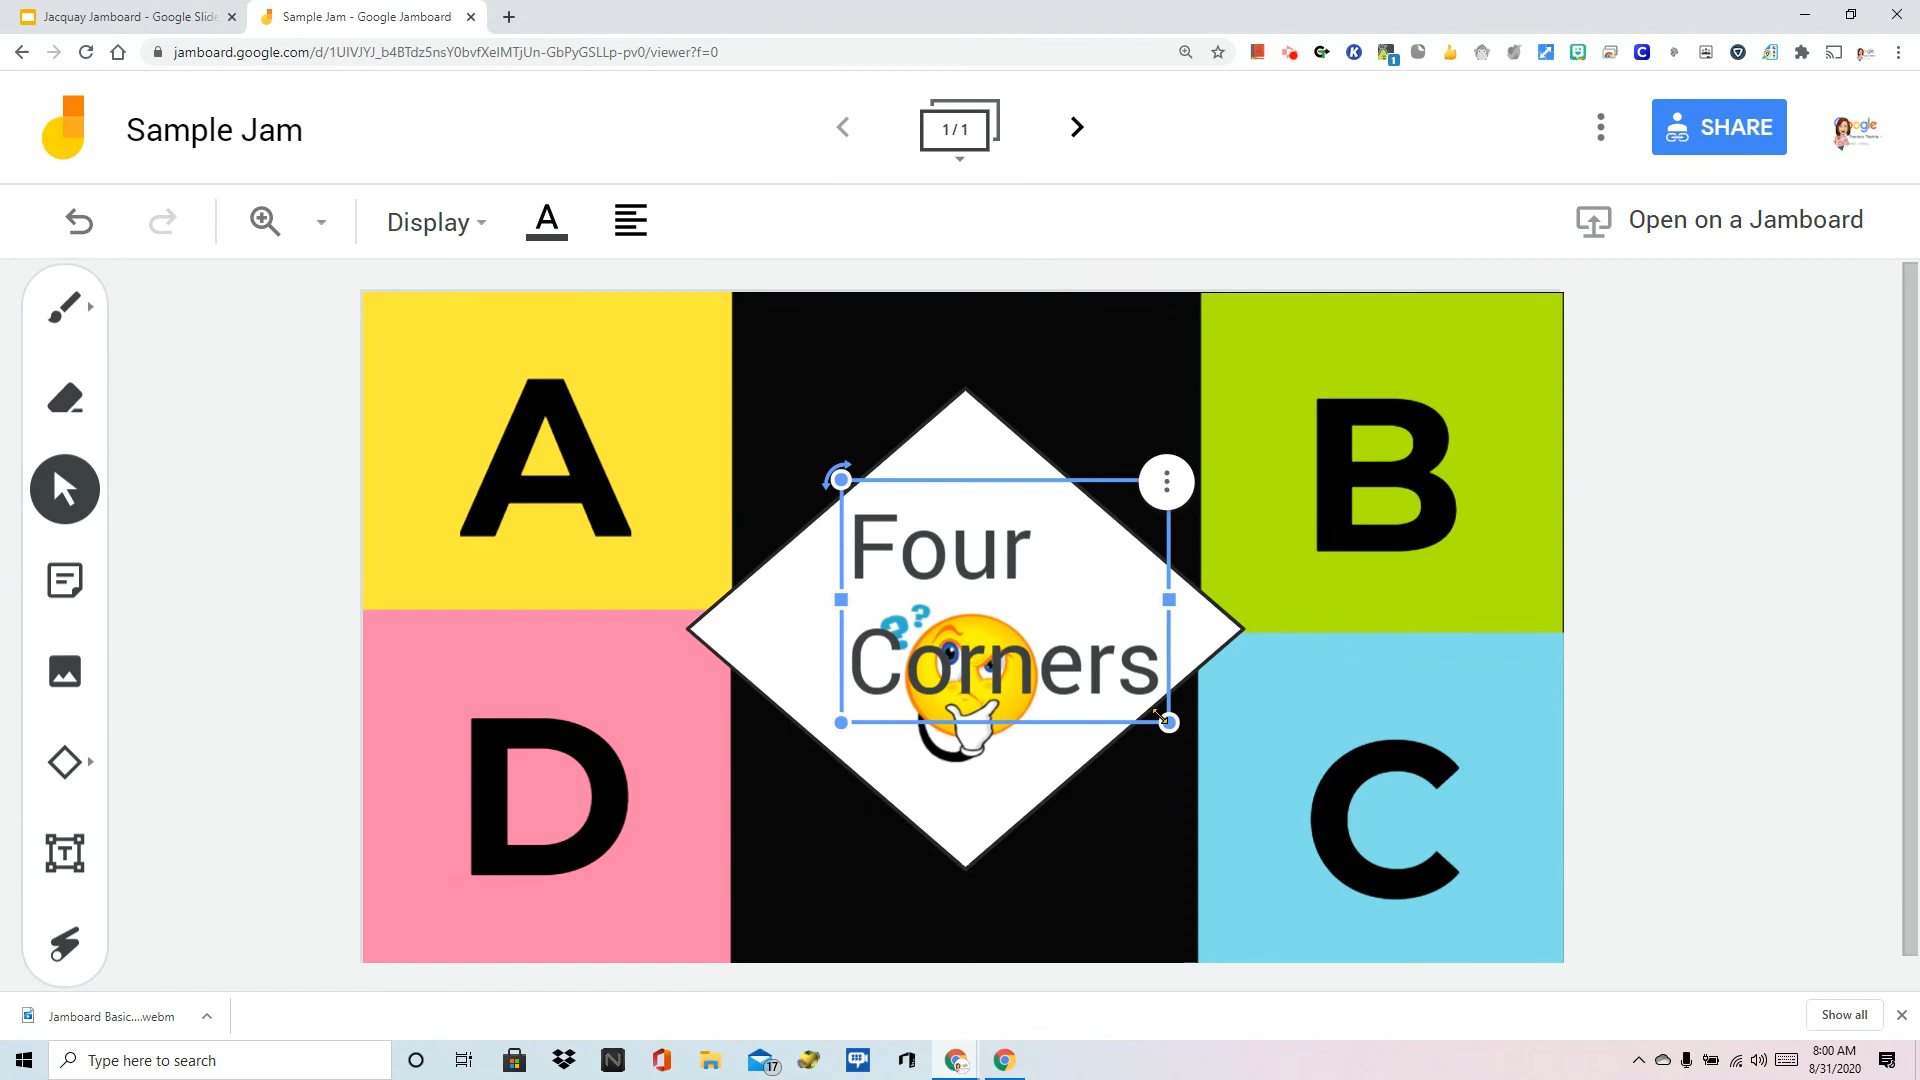 Jacquay Jamboard - Google Slide
Sample Jam - Google Jamboard
jamboard.google.com/d/1UIVJYJ_b4BTdz5nsY0bvfXeIMTjUn-GbPyGSLLp-pv0/viewer?f=0
Sample Jam
1 / 1
SHARE
Display
A
Open on a Jamboard
A
B
Four
Corners
D
C
Jamboard Basic....webm
Show all
Type here to search
17
8:00 AM
8/31/2020